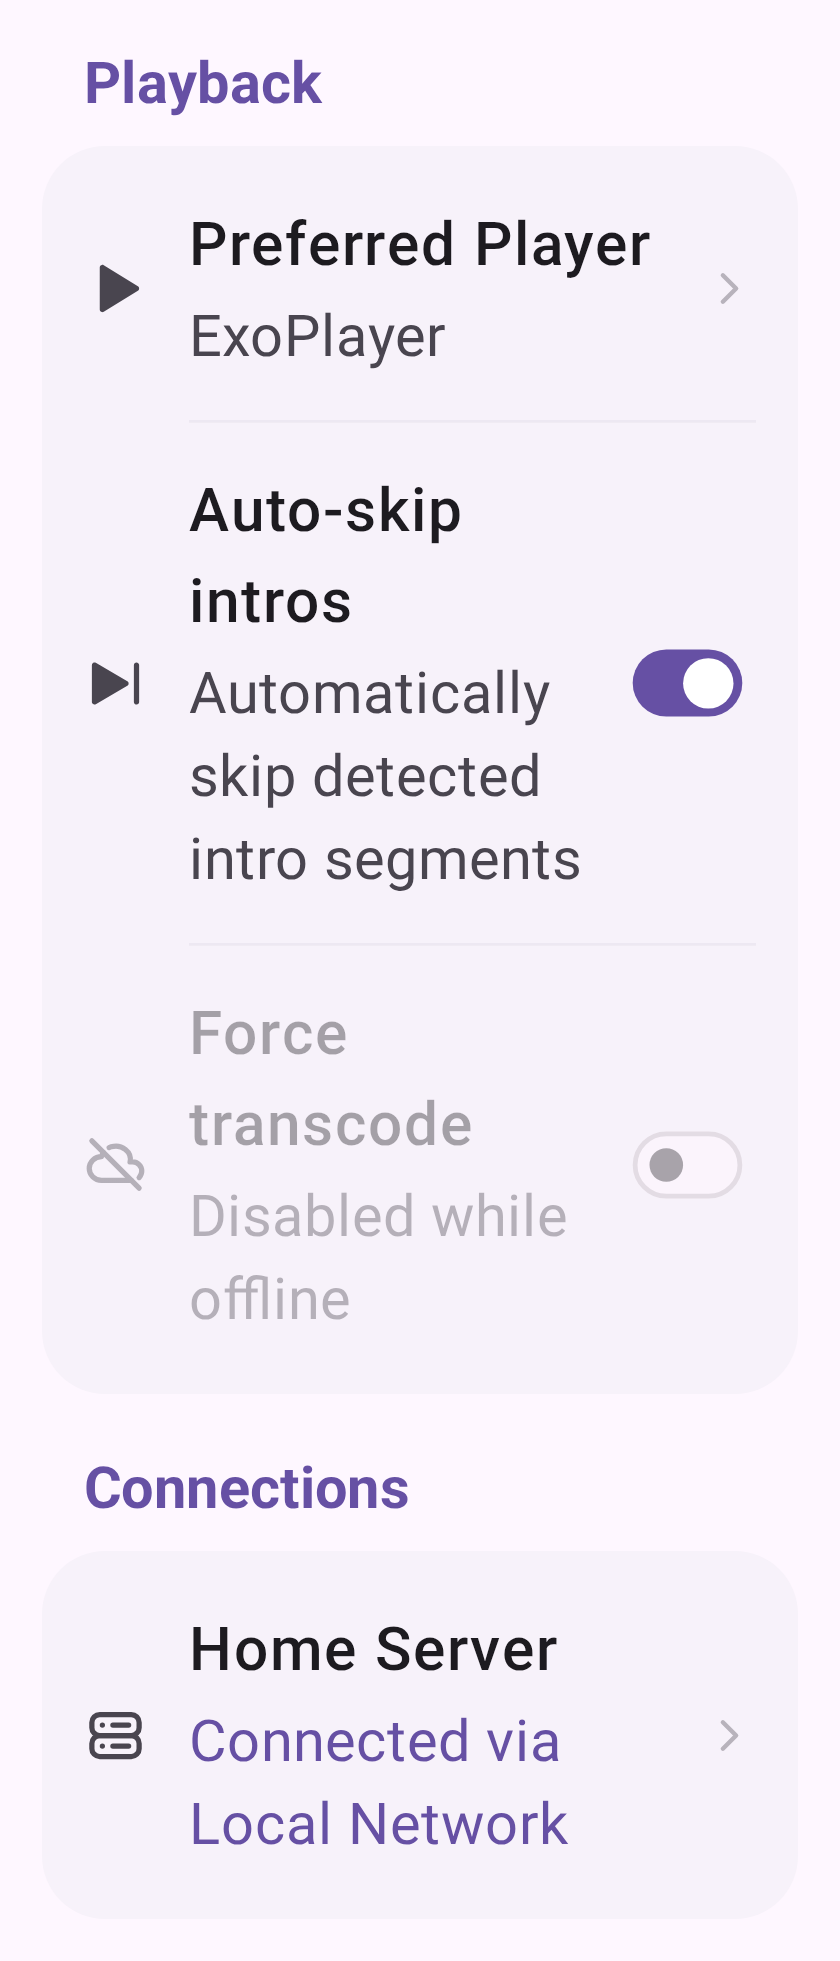 Playback
Preferred Player
ExoPlayer
Auto-skip
intros
Automatically
skip detected
intro segments
Force
transcode
Disabled while
offline
Connections
Home Server
Connected via
Local Network